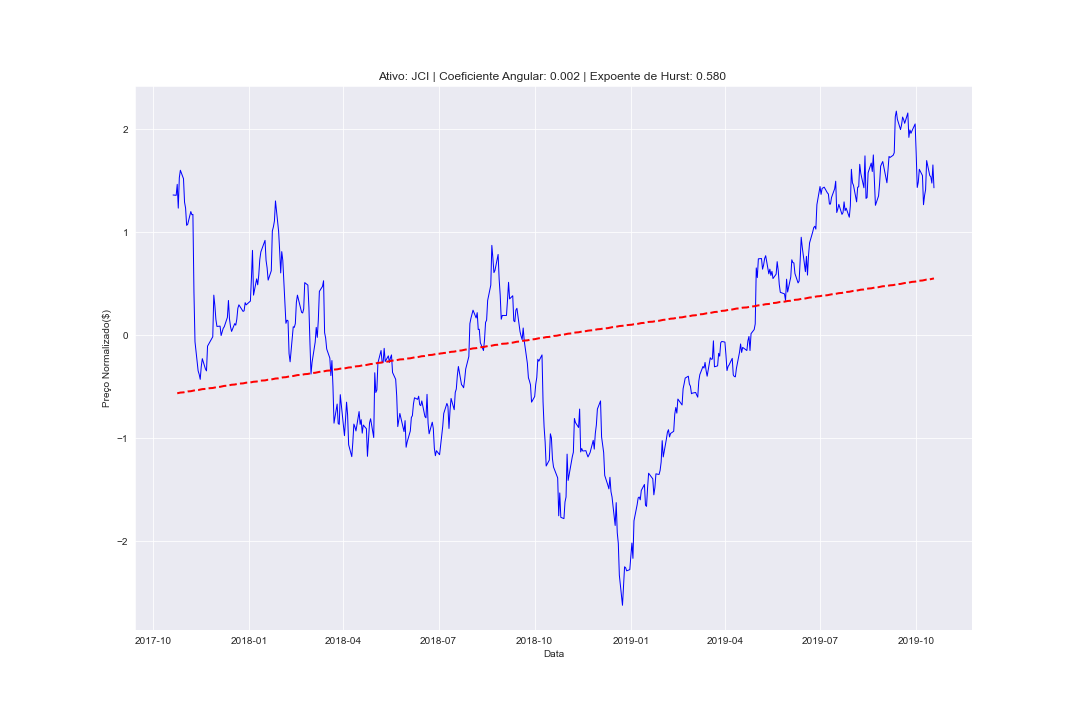 Ativo: JCI | Coeficiente Angular: 0.002 | Expoente de Hurst: 0.580
Preço Normalizado($)
2
1
0
−1
−2
2017-10 2018-01 2018-04 2018-07 2018-10 2019-01 2019-04 2019-07 2019-10
Data